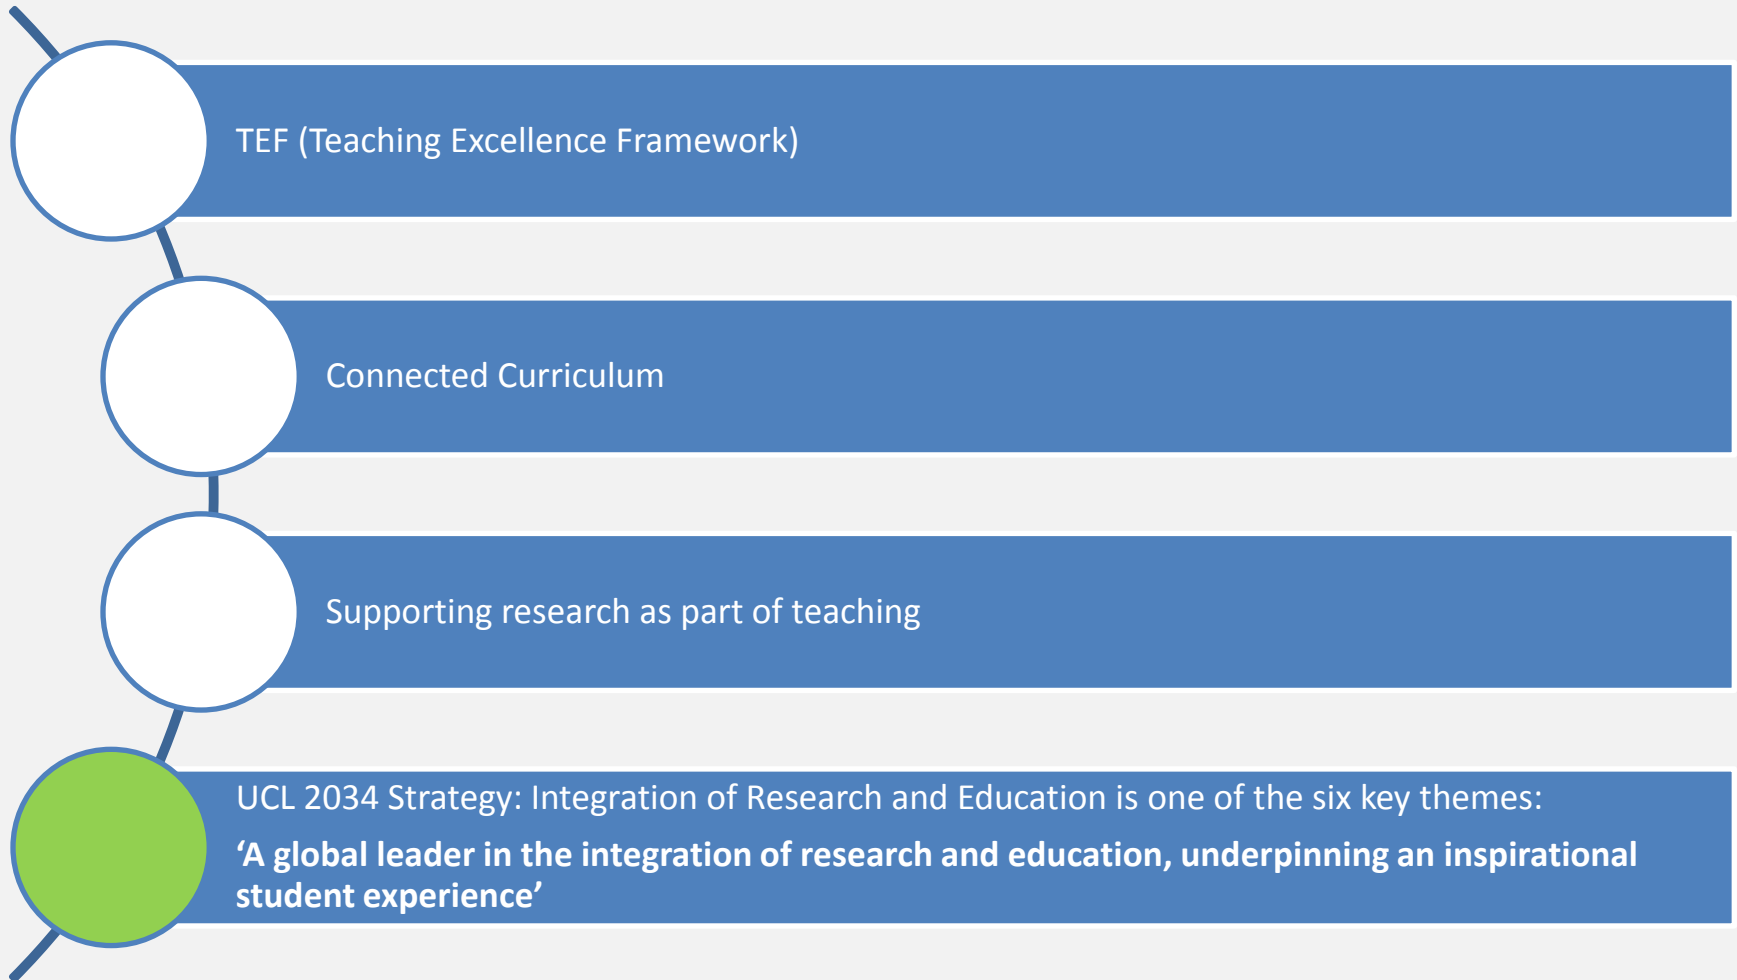 TEF (Teaching Excellence Framework)
Connected Curriculum
Supporting research as part of teaching
UCL 2034 Strategy: Integration of Research and Education is one of the six key themes:
‘A global leader in the integration of research and education, underpinning an inspirational
student experience’